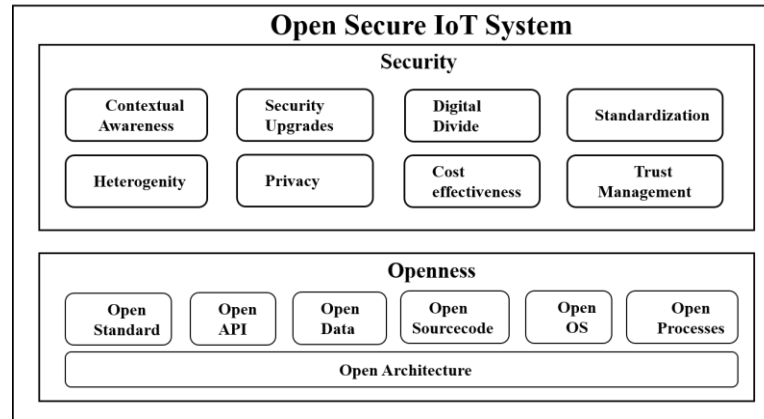 Open Secure IoT System
Security
Contextual
Awareness
Security
Upgrades
Digital
Divide
Standardization
Heterogenity
Privacy
Cost
effectiveness
Trust
Management
Openness
Open
Standard
Open
API
Open
Data
Open
Sourcecode
Open
OS
Open
Processes
Open Architecture